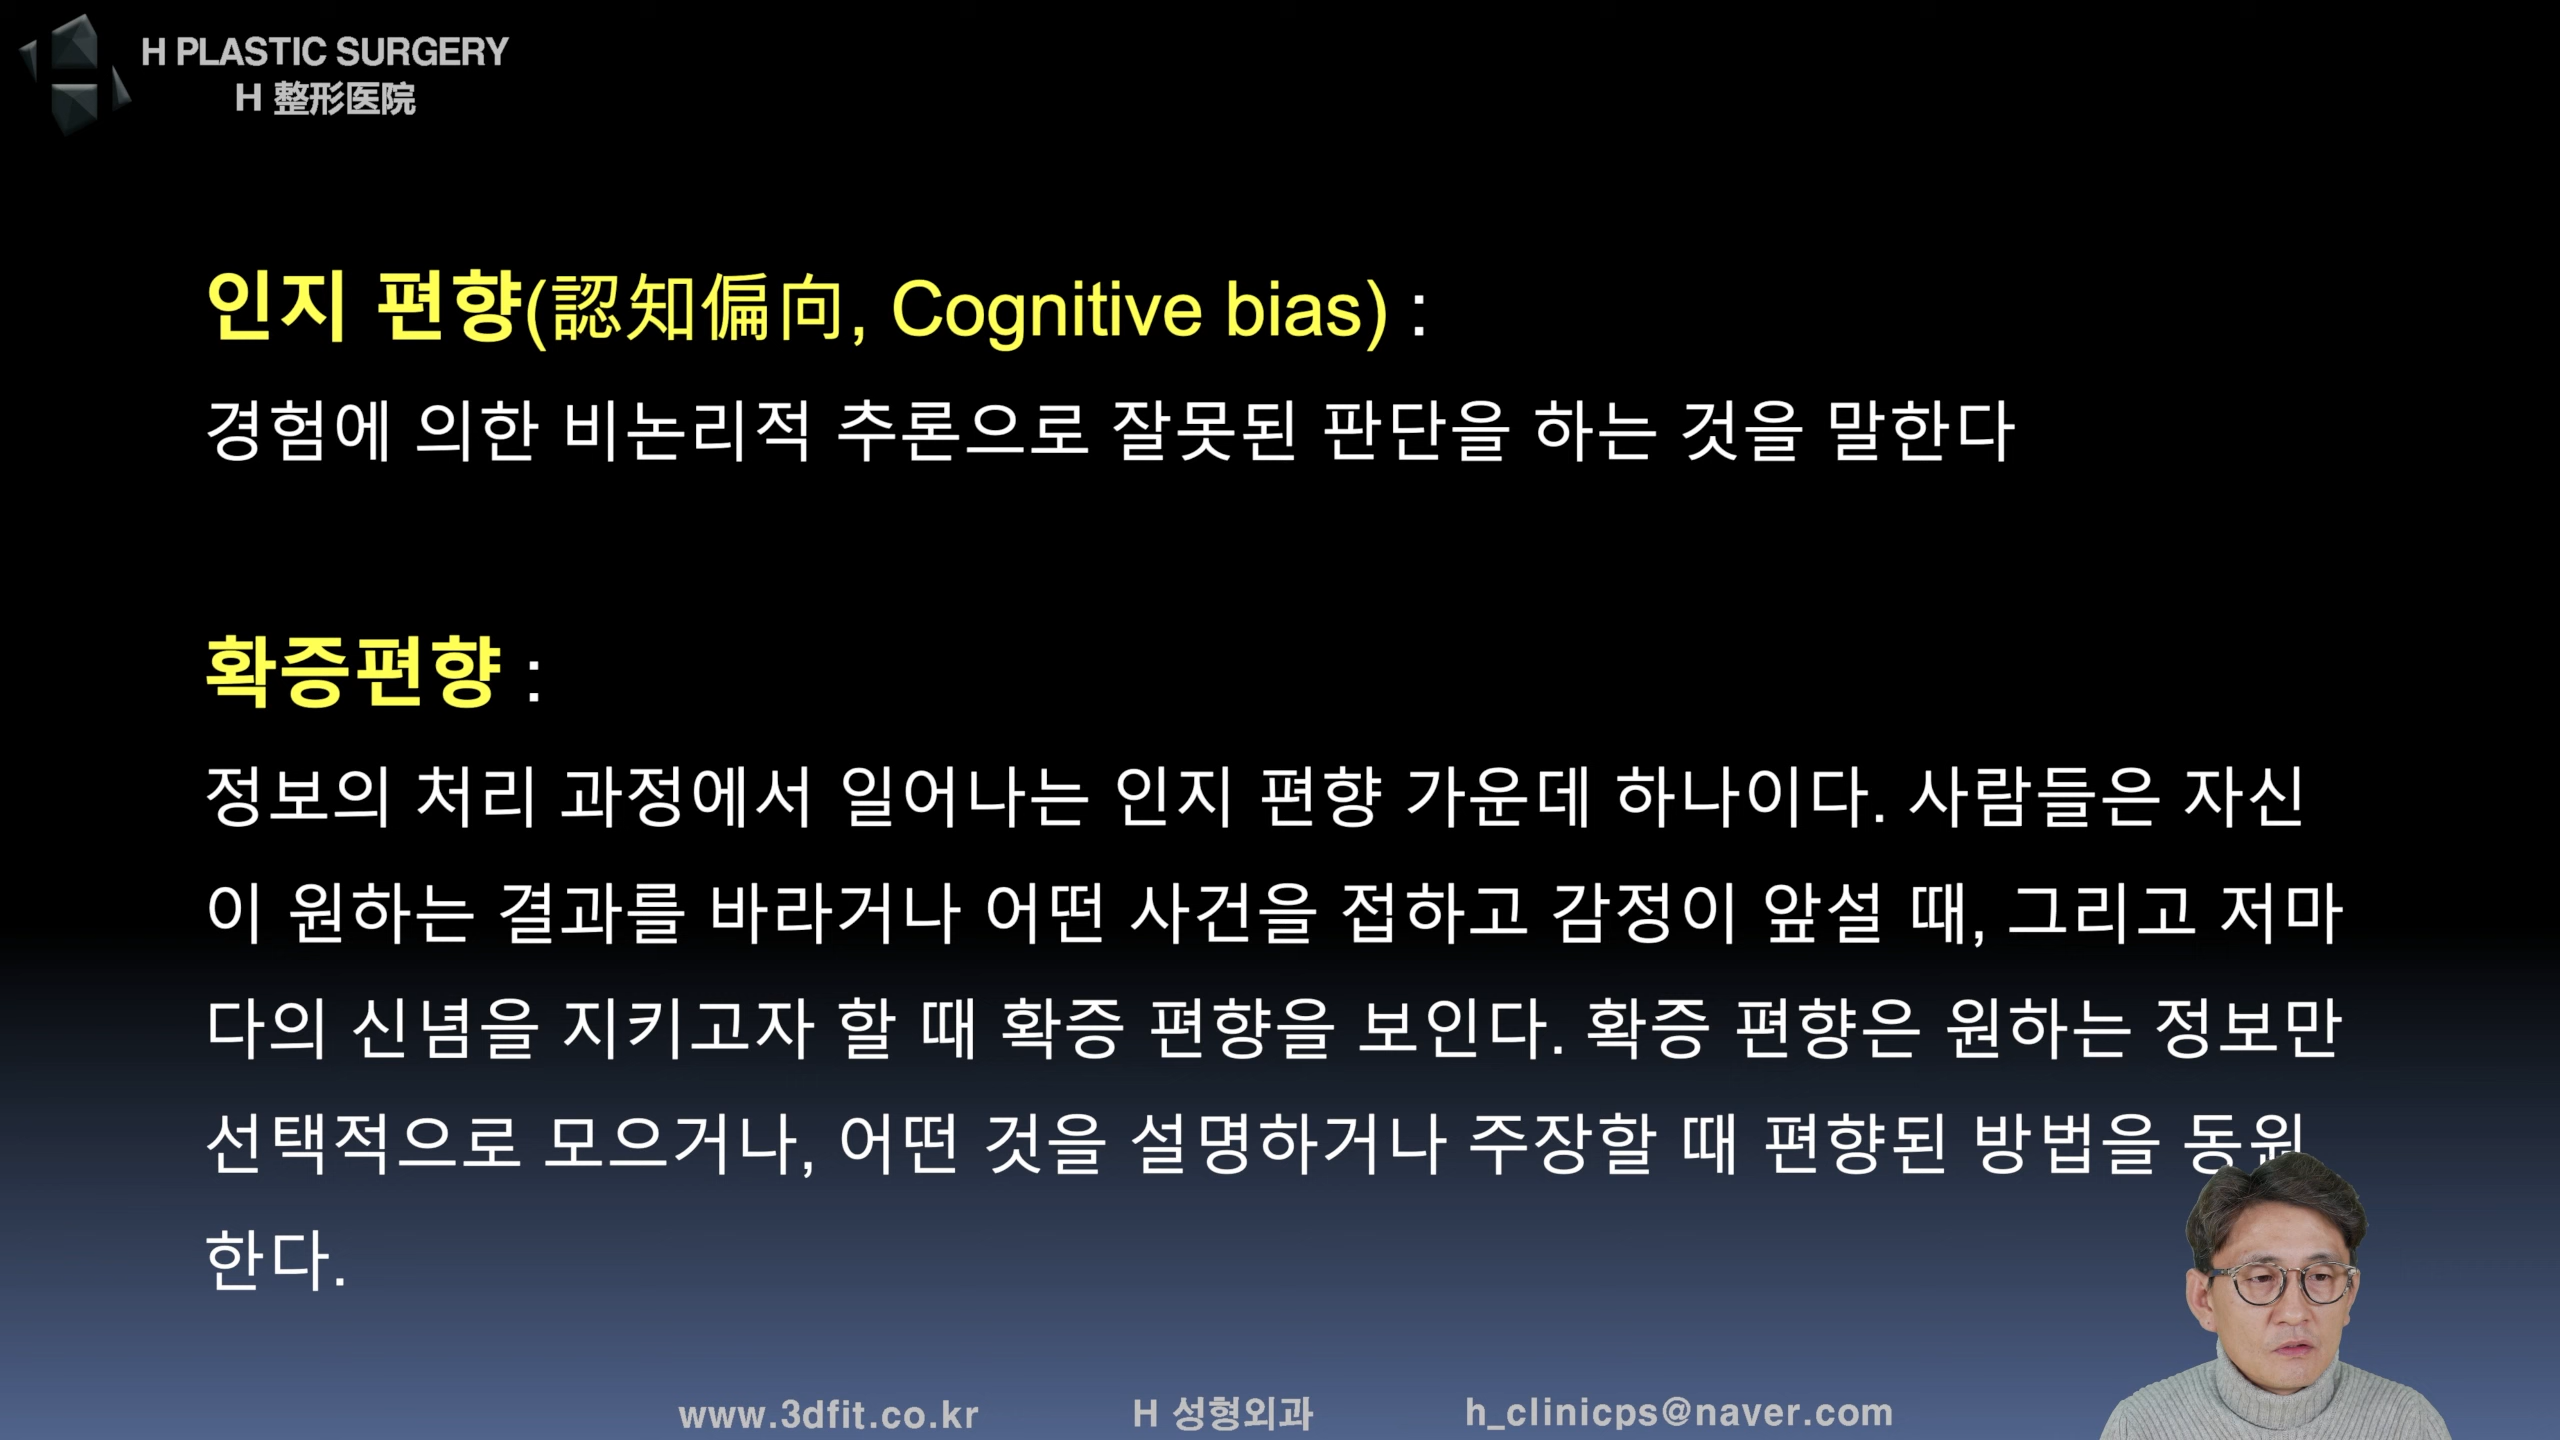 H PLASTIC SURGERY
H 整形医院
인지 편향(認知偏向, Cognitive bias) :
경험에 의한 비논리적 추론으로 잘못된 판단을 하는 것을 말한다
확증편향 :
정보의 처리 과정에서 일어나는 인지 편향 가운데 하나이다. 사람들은 자신
이 원하는 결과를 바라거나 어떤 사건을 접하고 감정이 앞설 때, 그리고 저마
다의 신념을 지키고자 할 때 확증 편향을 보인다. 확증 편향은 원하는 정보만
선택적으로 모으거나, 어떤 것을 설명하거나 주장할 때 편향된 방법을 동원
한다.
www.3dfit.co.kr
H 성형외과
h_clinicps@naver.com